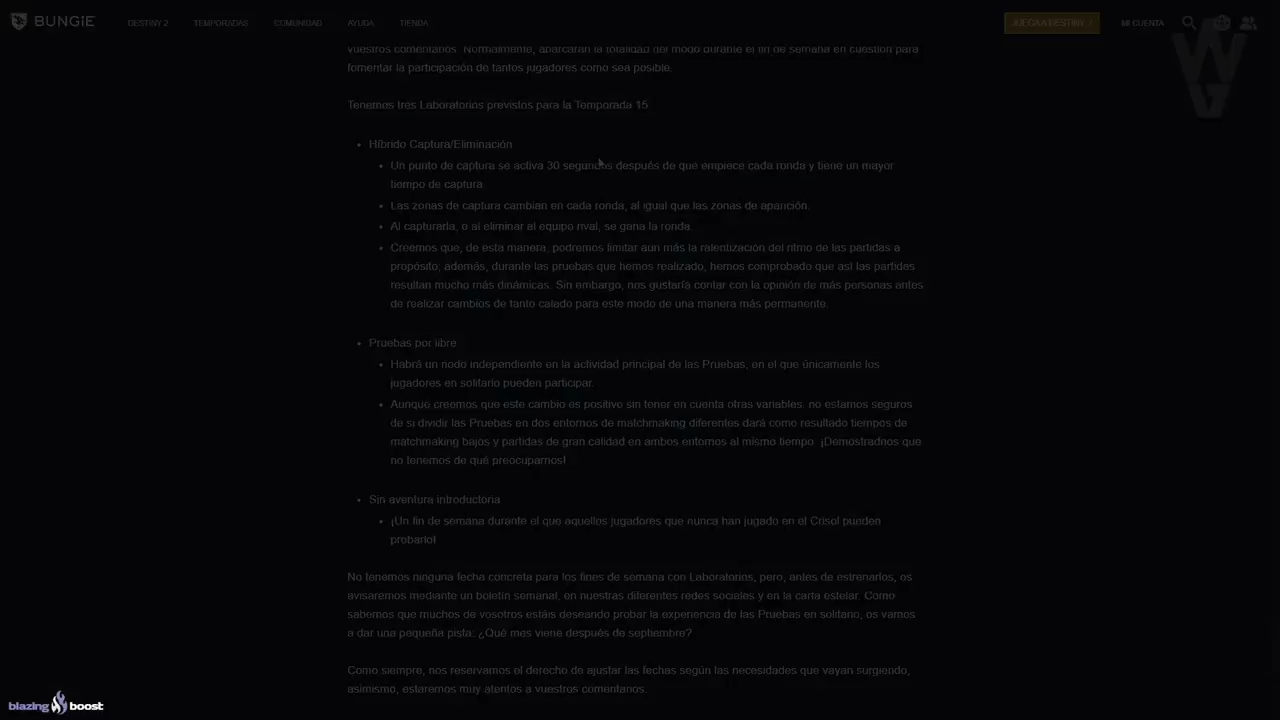 BUNGiE
DESTINY 2
TEMPORADAS
COMUNIDAD
AYUDA
TIENDA
JUEGA A DESTINY 2
MI CUENTA
vuestros comentarios. Normalmente, abarcarán la totalidad del modo durante el fin de semana en cuestión para
fomentar la participación de tantos jugadores como sea posible.
Tenemos tres Laboratorios previstos para la Temporada 15:
Híbrido Captura/Eliminación
Un punto de captura se activa 30 segundos después de que empiece cada ronda y tiene un mayor
tiempo de captura.
Las zonas de captura cambian en cada ronda, al igual que las zonas de aparición.
Al capturarla, o al eliminar al equipo rival, se gana la ronda.
Creemos que, de esta manera, podremos limitar aún más la ralentización del ritmo de las partidas a
propósito; además, durante las pruebas que hemos realizado, hemos comprobado que así las partidas
resultan mucho más dinámicas. Sin embargo, nos gustaría contar con la opinión de más personas antes
de realizar cambios de tanto calado para este modo de una manera más permanente.
Pruebas por libre
Habrá un nodo independiente en la actividad principal de las Pruebas, en el que únicamente los
jugadores en solitario pueden participar.
Aunque creemos que este cambio es positivo sin tener en cuenta otras variables, no estamos seguros
de si dividir las Pruebas en dos entornos de matchmaking diferentes dará como resultado tiempos de
matchmaking bajos y partidas de gran calidad en ambos entornos al mismo tiempo. ¡Demostradnos que
no tenemos de qué preocuparnos!
Sin aventura introductoria
¡Un fin de semana durante el que aquellos jugadores que nunca han jugado en el Crisol pueden
probarlo!
No tenemos ninguna fecha concreta para los fines de semana con Laboratorios, pero, antes de estrenarlos, os
avisaremos mediante un boletín semanal, en nuestras diferentes redes sociales y en la carta estelar. Como
sabemos que muchos de vosotros estáis deseando probar la experiencia de las Pruebas en solitario, os vamos
a dar una pequeña pista: ¿Qué mes viene después de septiembre?
Como siempre, nos reservamos el derecho de ajustar las fechas según las necesidades que vayan surgiendo,
asimismo, estaremos muy atentos a vuestros comentarios.
blazing boost